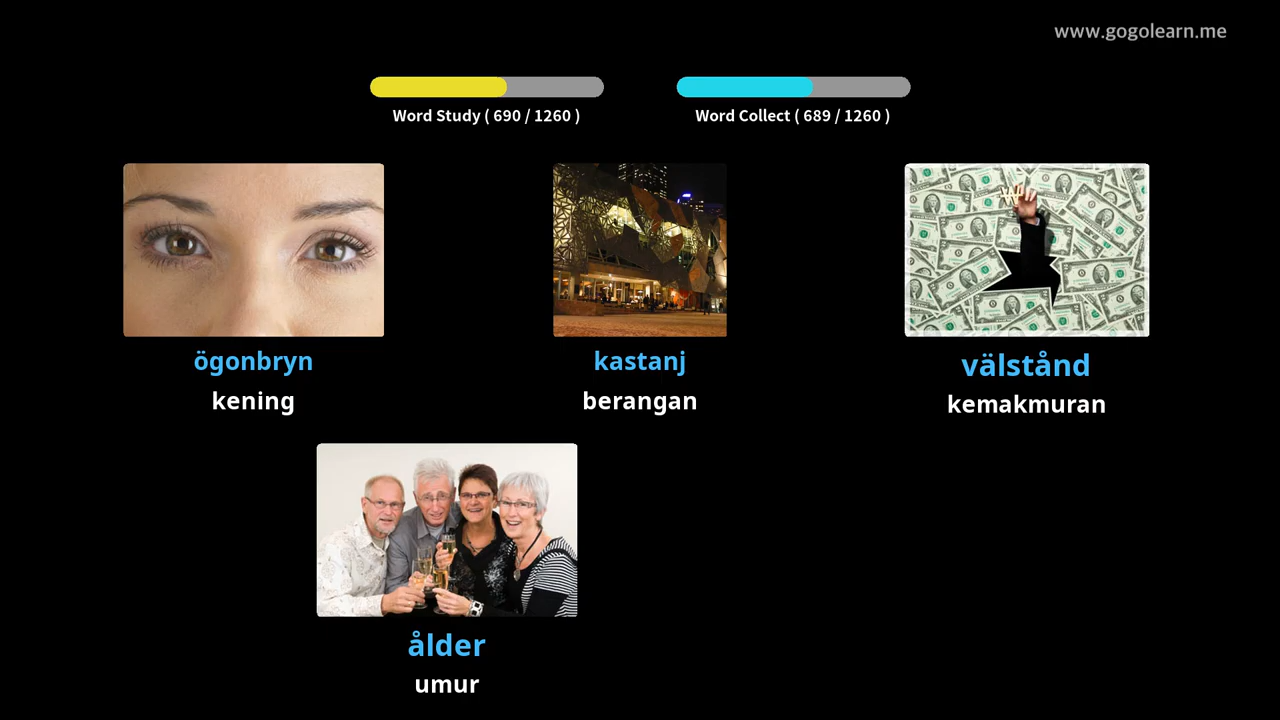 www.gogolearn.me
Word Study ( 690 / 1260 )
Word Collect ( 689 / 1260 )
ögonbryn
kening
kastanj
berangan
välstånd
kemakmuran
ålder
umur